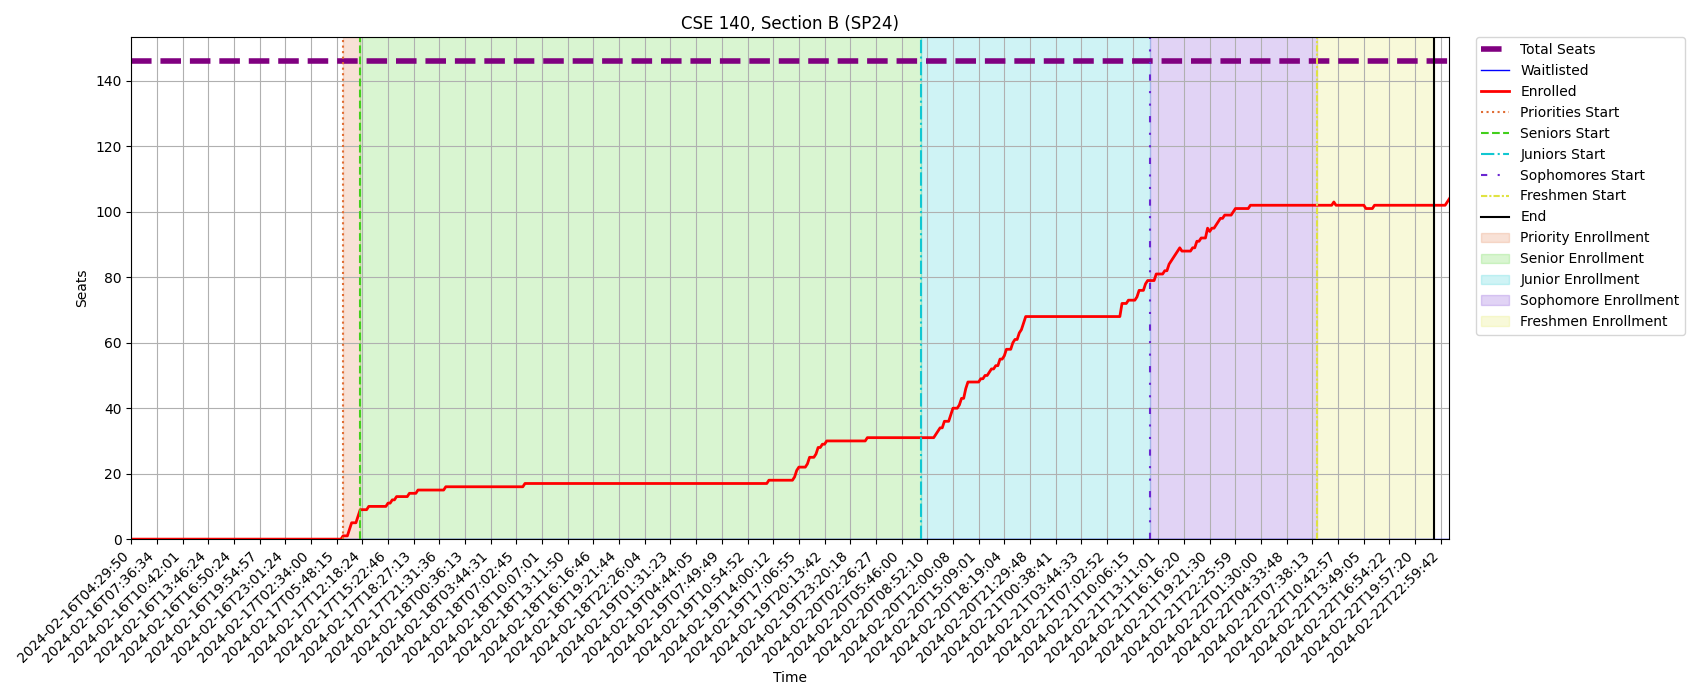 CSE 140, Section B (SP24)
Seats
140
120
100
80
60
40
20
0
2024-02-16T04:29:50
2024-02-16T07:36:34
2024-02-16T10:42:01
2024-02-16T13:46:24
2024-02-16T16:50:24
2024-02-16T19:54:57
2024-02-16T23:01:24
2024-02-17T02:34:00
2024-02-17T05:48:15
2024-02-17T12:18:24
2024-02-17T15:22:46
2024-02-17T18:27:13
2024-02-17T21:31:36
2024-02-18T00:36:13
2024-02-18T03:44:31
2024-02-18T07:02:45
2024-02-18T10:07:01
2024-02-18T13:11:50
2024-02-18T16:16:46
2024-02-18T19:21:44
2024-02-18T22:26:04
2024-02-19T01:31:23
2024-02-19T04:44:05
2024-02-19T07:49:49
2024-02-19T10:54:52
2024-02-19T14:00:12
2024-02-19T17:06:55
2024-02-19T20:13:42
2024-02-19T23:20:18
2024-02-20T02:26:27
2024-02-20T05:46:00
2024-02-20T08:52:10
2024-02-20T12:00:08
2024-02-20T15:09:01
2024-02-20T18:19:04
2024-02-20T21:29:48
2024-02-21T00:38:41
2024-02-21T03:44:33
2024-02-21T07:02:52
2024-02-21T10:06:15
2024-02-21T13:11:01
2024-02-21T16:16:20
2024-02-21T19:21:30
2024-02-21T22:25:59
2024-02-22T01:30:00
2024-02-22T04:33:48
2024-02-22T07:38:13
2024-02-22T10:42:57
2024-02-22T13:49:05
2024-02-22T16:54:22
2024-02-22T19:57:20
2024-02-22T22:59:42
Time
Total Seats
Waitlisted
Enrolled
Priorities Start
Seniors Start
Juniors Start
Sophomores Start
Freshmen Start
End
Priority Enrollment
Senior Enrollment
Junior Enrollment
Sophomore Enrollment
Freshmen Enrollment